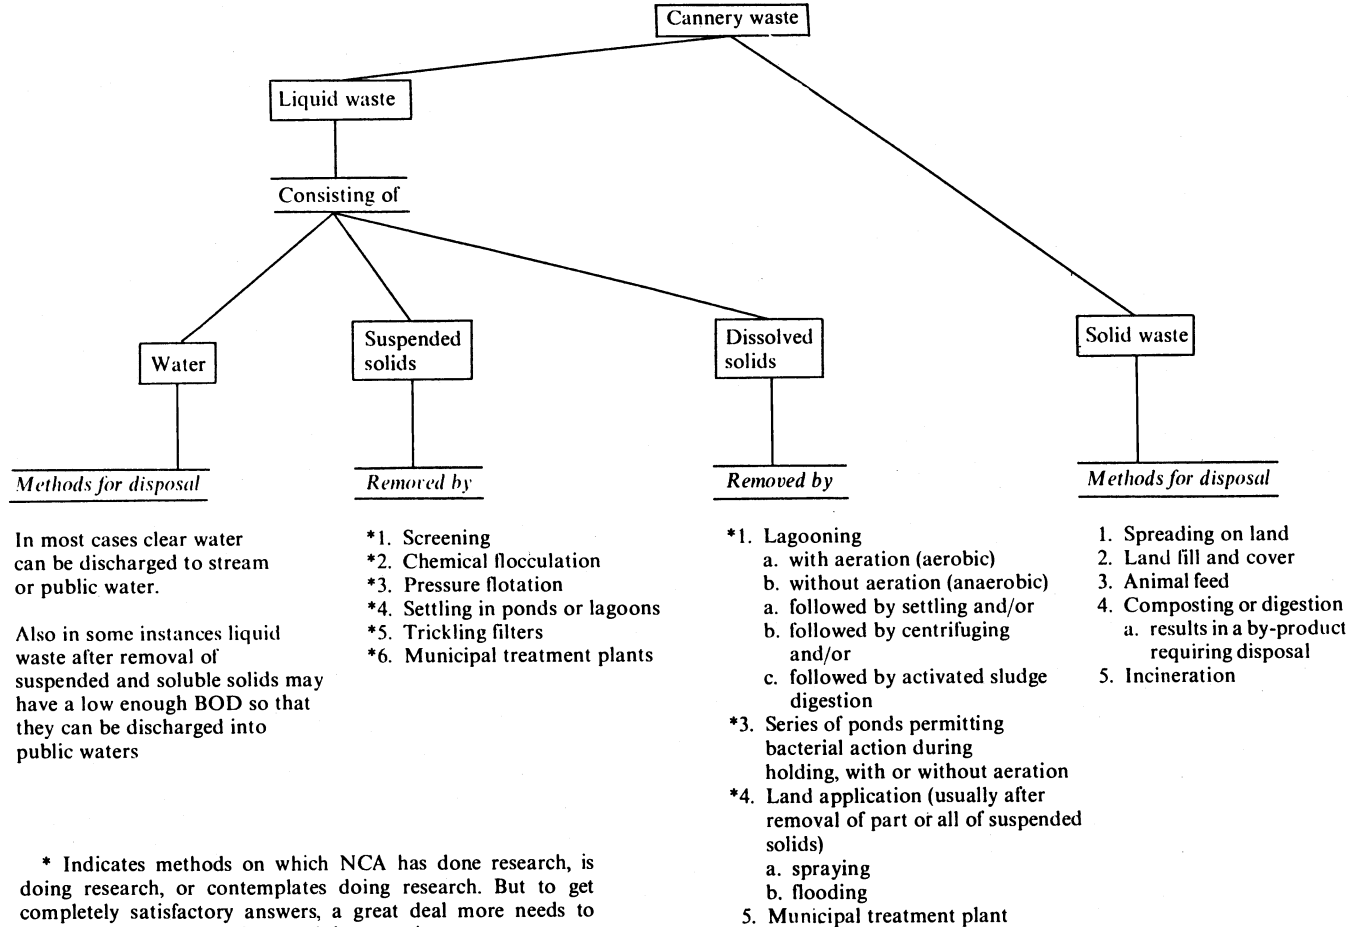 Cannery waste
Liquid waste
Consisting of
Water
Suspended
solids
Dissolved
solids
Solid waste
Methods for disposal
In most cases clear water
can be discharged to stream
or public water.
Also in some instances liquid
waste after removal of
suspended and soluble solids may
have a low enough BOD so that
they can be discharged into
public waters
Removed by
*1. Screening
*2. Chemical flocculation
*3. Pressure flotation
*4. Settling in ponds or lagoons
*5. Trickling filters
*6. Municipal treatment plants
Removed by
*1. Lagooning
a. with aeration (aerobic)
b. without aeration (anaerobic)
a. followed by settling and/or
b. followed by centrifuging
and/or
c. followed by activated sludge
digestion
*3. Series of ponds permitting
bacterial action during
holding, with or without aeration
*4. Land application (usually after
removal of part or all of suspended
solids)
a. spraying
b. flooding
5. Municipal treatment plant
Methods for disposal
1. Spreading on land
2. Land fill and cover
3. Animal feed
4. Composting or digestion
a. results in a by-product
requiring disposal
5. Incineration
* Indicates methods on which NCA has done research, is
doing research, or contemplates doing research. But to get
completely satisfactory answers, a great deal more needs to